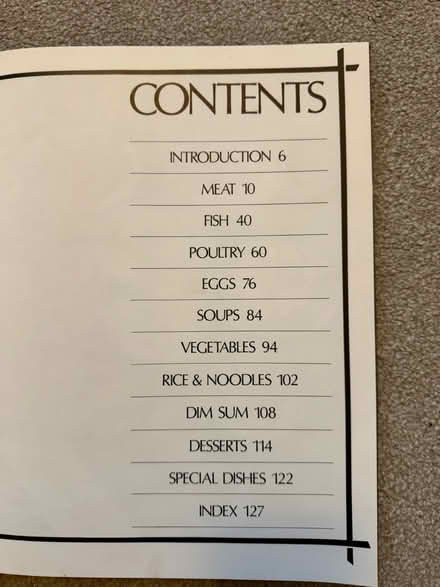 CONTENTS
INTRODUCTION 6
MEAT 10
FISH 40
POULTRY 60
EGGS 76
SOUPS 84
VEGETABLES 94
RICE & NOODLES 102
DIM SUM 108
DESSERTS 114
SPECIAL DISHES 122
INDEX 127